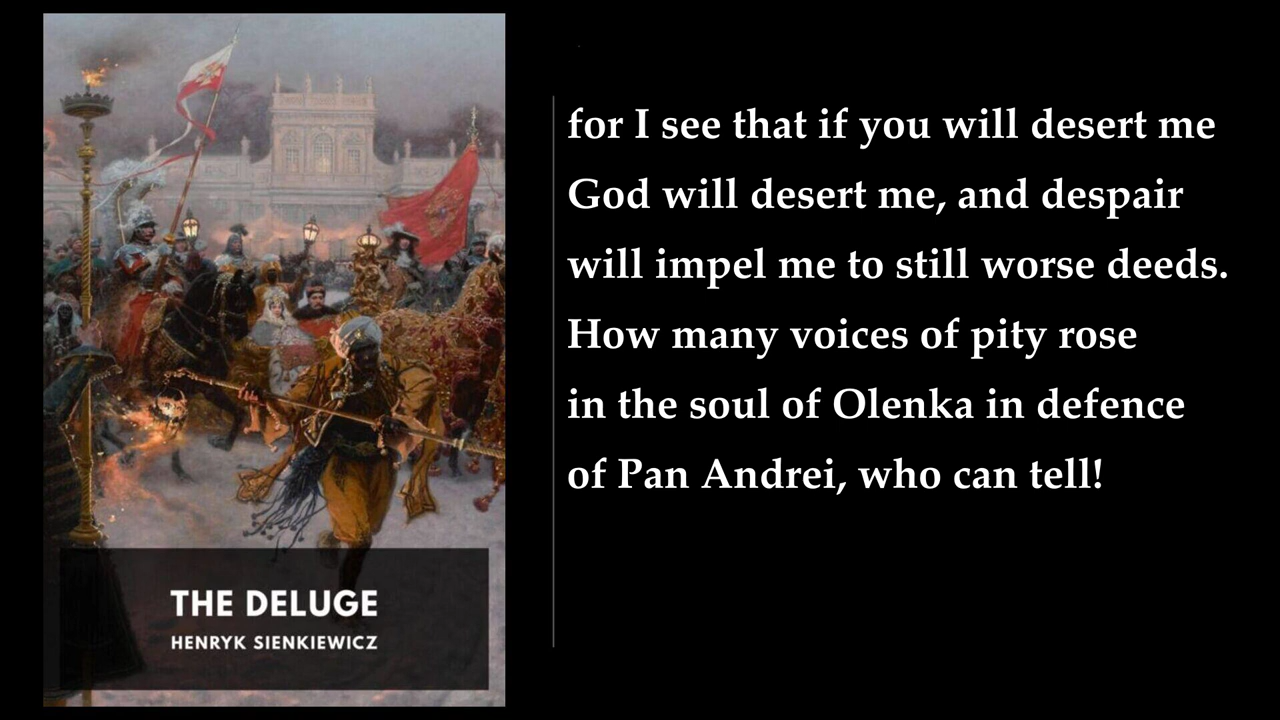 for I see that if you will desert me
God will desert me, and despair
will impel me to still worse deeds.
How many voices of pity rose
in the soul of Olenka in defence
of Pan Andrei, who can tell!
THE DELUGE
HENRYK SIENKIEWICZ